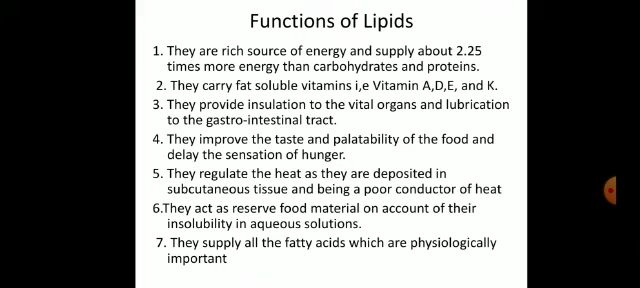 Functions of Lipids
1. They are rich source of energy and supply about 2.25
times more energy than carbohydrates and proteins.
2. They carry fat soluble vitamins i,e Vitamin A,D,E, and K.
3. They provide insulation to the vital organs and lubrication
to the gastro-intestinal tract.
4. They improve the taste and palatability of the food and
delay the sensation of hunger.
5. They regulate the heat as they are deposited in
subcutaneous tissue and being a poor conductor of heat
6.They act as reserve food material on account of their
insolubility in aqueous solutions.
7. They supply all the fatty acids which are physiologically
important